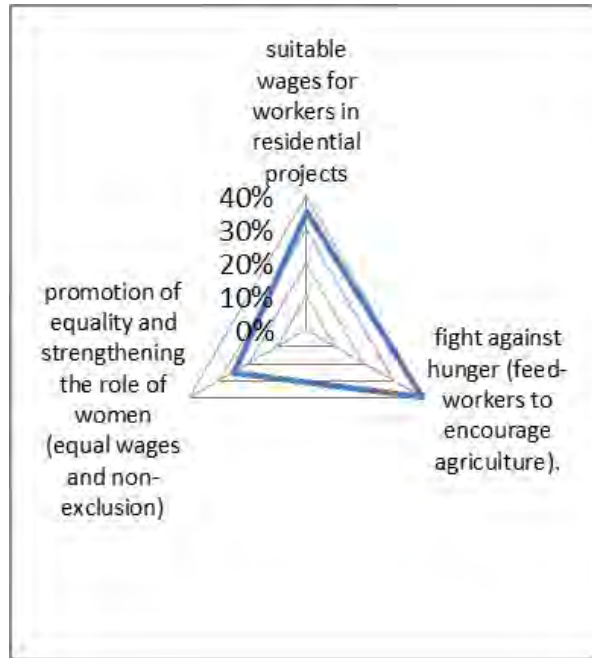 suitable
wages for
workers in
residential
projects
40%
30%
20%
10%
0%
promotion of
equality and
strengthening
the role of
women
(equal wages
and non-
exclusion)
fight against
hunger (feed-
workers to
encourage
agriculture).